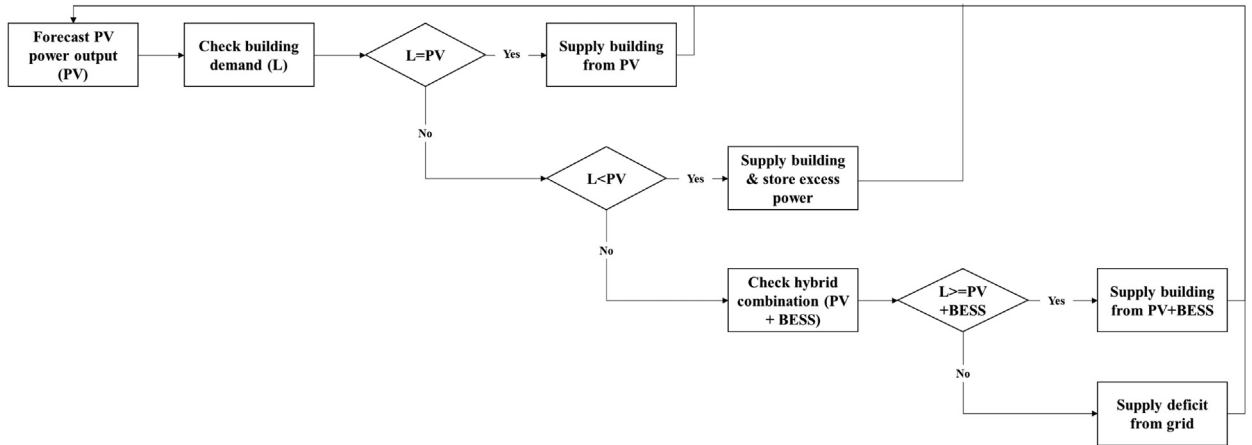 Forecast PV
power output
(PV)
Check building
demand (L)
L=PV
Yes
Supply building
from PV
No
L<PV
Yes
Supply building
& store excess
power
No
Check hybrid
combination (PV
+ BESS)
L>=PV
+BESS
Yes
Supply building
from PV+BESS
No
Supply deficit
from grid